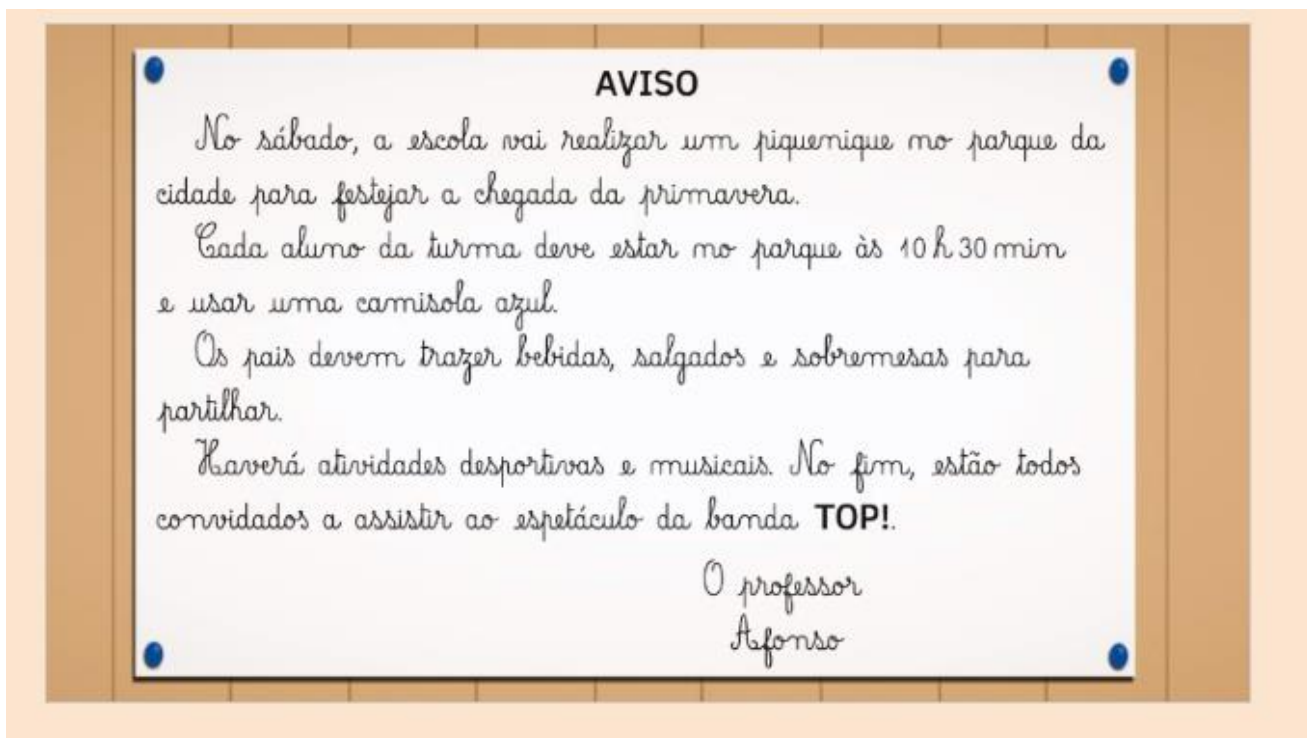 AVISO
No sábado, a escola vai realizar um piquenique no parque da
cidade para festejar a chegada da primavera.
Cada aluno da turma deve estar no parque às 10 h 30 min
e usar uma camisola azul.
Os pais devem trazer bebidas, salgados e sobremesas para
partilhar.
Haverá atividades desportivas e musicais. No fim, estão todos
convidados a assistir ao espetáculo da banda TOP!.
O professor
Afonso